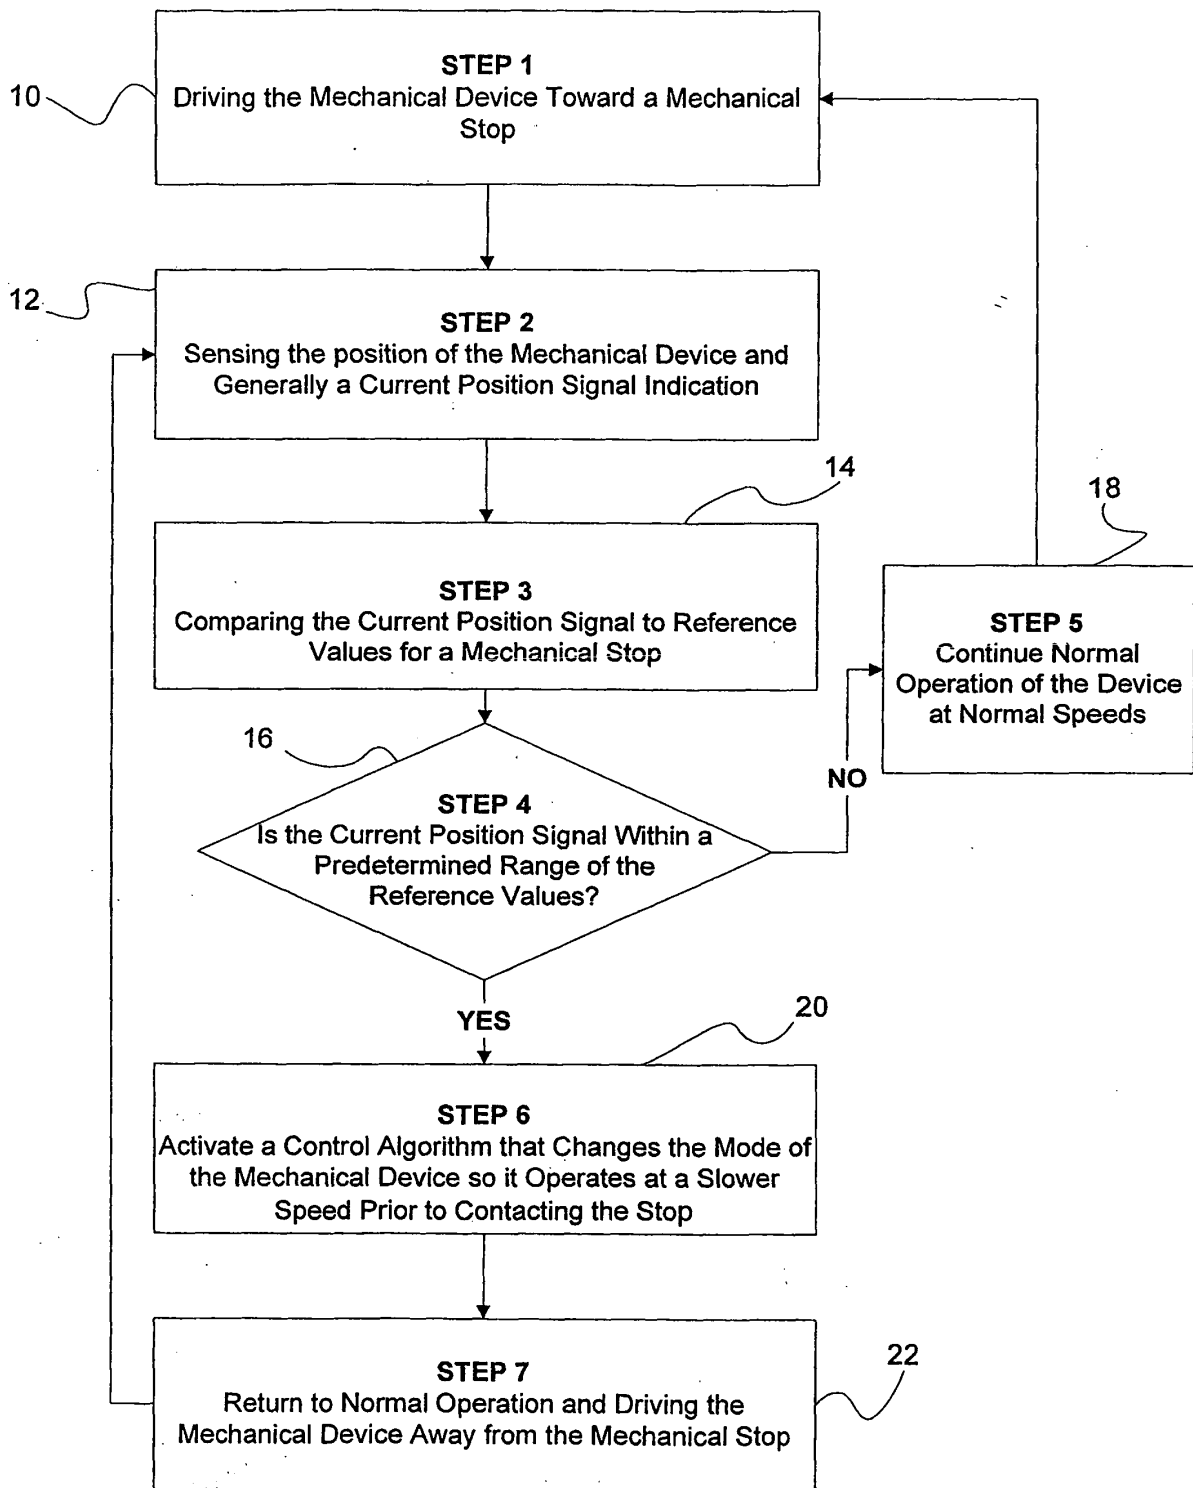 STEP 1
10
Driving the Mechanical Device Toward a Mechanical
Stop
12
STEP 2
Sensing the position of the Mechanical Device and
Generally a Current Position Signal Indication
14
18
STEP 3
Comparing the Current Position Signal to Reference
Values for a Mechanical Stop
STEP 5
Continue Normal
Operation of the Device
at Normal Speeds
16
NO
STEP 4
Is the Current Position Signal Within a
Predetermined Range of the
Reference Values?
YES
20
STEP 6
Activate a Control Algorithm that Changes the Mode of
the Mechanical Device so it Operates at a Slower
Speed Prior to Contacting the Stop
22
STEP 7
Return to Normal Operation and Driving the
Mechanical Device Away from the Mechanical Stop